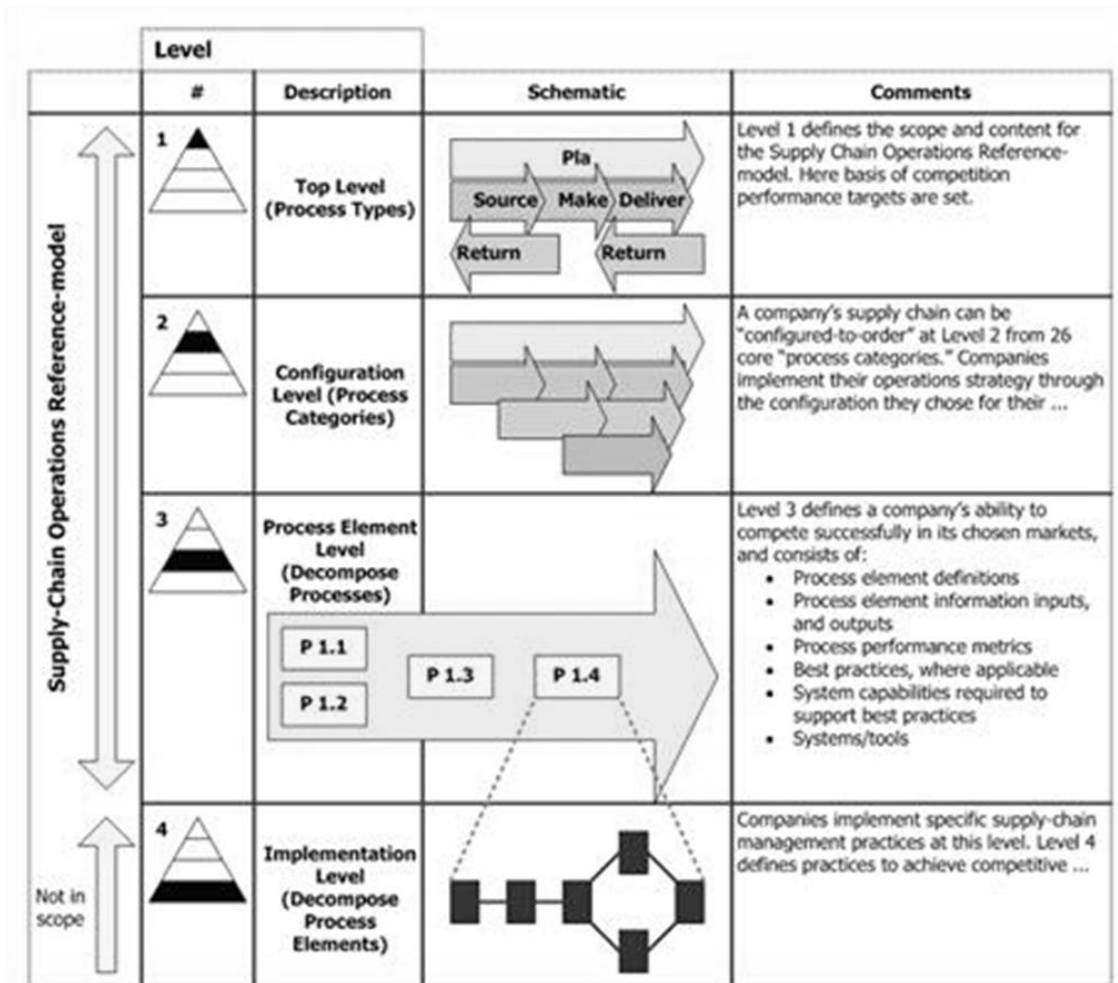 Level
#
Description
Schematic
Comments
Supply-Chain Operations Reference-model
1
Top Level
(Process Types)
Pla
Source
Make
Deliver
Return
Return
Level 1 defines the scope and content for
the Supply Chain Operations Reference-
model. Here basis of competition
performance targets are set.
2
Configuration
Level (Process
Categories)
A company's supply chain can be
"configured-to-order" at Level 2 from 26
core "process categories." Companies
implement their operations strategy through
the configuration they chose for their ...
3
Process Element
Level
(Decompose
Processes)
P 1.1
P 1.2
P 1.3
P 1.4
Level 3 defines a company's ability to
compete successfully in its chosen markets,
and consists of:
• Process element definitions
• Process element information inputs,
and outputs
• Process performance metrics
• Best practices, where applicable
• System capabilities required to
support best practices
• Systems/tools
Not in
scope
4
Implementation
Level
(Decompose
Process
Elements)
Companies implement specific supply-chain
management practices at this level. Level 4
defines practices to achieve competitive ...